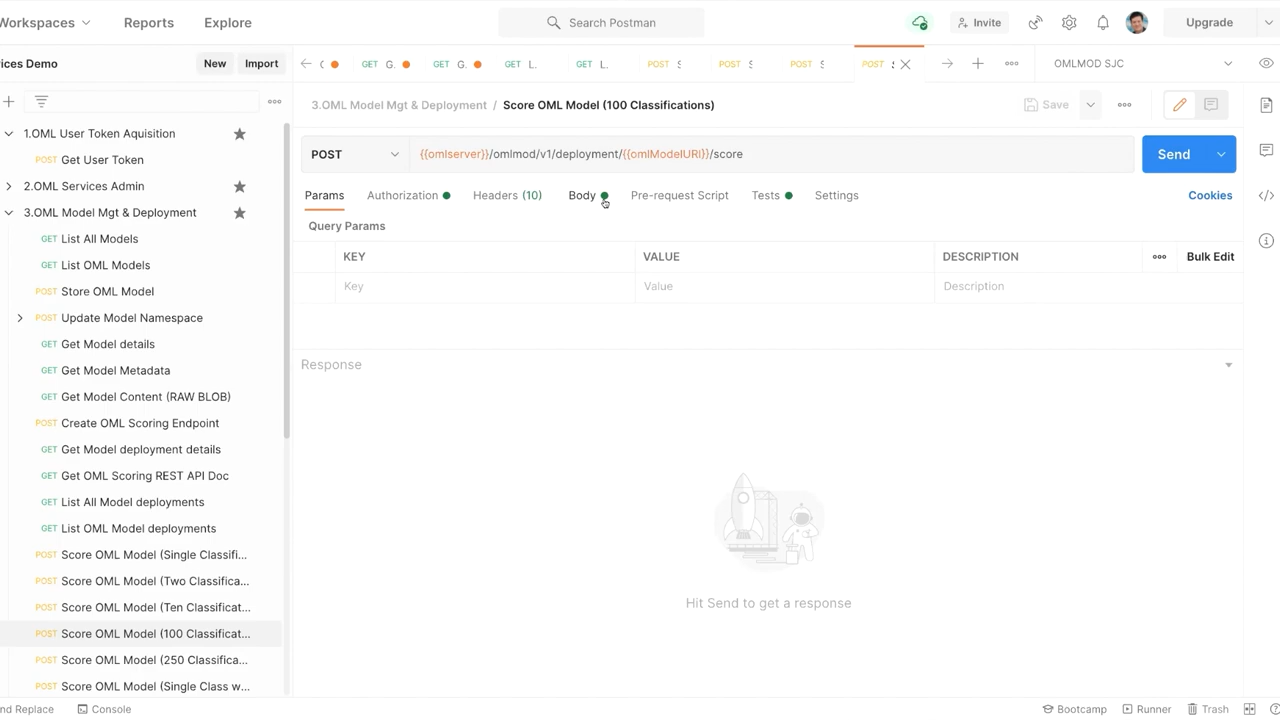 Workspaces
Reports
Explore
Search Postman
Invite
Upgrade
ices Demo
New
Import
GET G.
GET G.
GET L.
GET L.
POST
POST
POST
POST
OMLMOD SJC
3.OML Model Mgt & Deployment / Score OML Model (100 Classifications)
Save
1.OML User Token Aquisition
POST Get User Token
2.OML Services Admin
3.OML Model Mgt & Deployment
GET List All Models
GET List OML Models
POST Store OML Model
POST Update Model Namespace
GET Get Model details
GET Get Model Metadata
GET Get Model Content (RAW BLOB)
POST Create OML Scoring Endpoint
GET Get Model deployment details
GET Get OML Scoring REST API Doc
GET List All Model deployments
GET List OML Model deployments
POST Score OML Model (Single Classifi...
POST Score OML Model (Two Classifica...
POST Score OML Model (Ten Classificat...
POST Score OML Model (100 Classificat...
POST Score OML Model (250 Classifica...
POST Score OML Model (Single Class w...
POST
{{omlserver}}/omlmod/v1/deployment/{{omlModelURI}}/score
Send
Params
Authorization
Headers (10)
Body
Pre-request Script
Tests
Settings
Cookies
Query Params
KEY
VALUE
DESCRIPTION
Bulk Edit
Key
Value
Description
Response
Hit Send to get a response
nd Replace
Console
Bootcamp
Runner
Trash